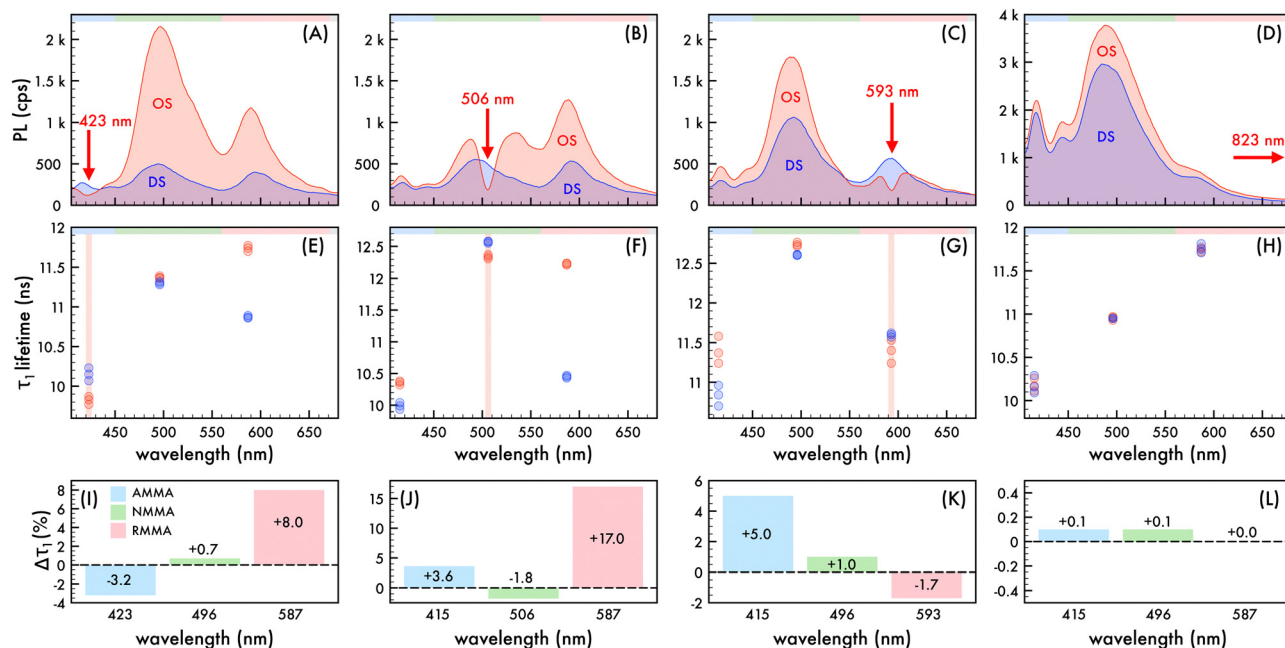 (A)
(B)
(C)
(D)
PL (cps)
2 k
1.5 k
1 k
500
0
423 nm
OS
DS
2 k
1.5 k
1 k
500
0
506 nm
OS
DS
2 k
1.5 k
1 k
500
0
593 nm
OS
DS
4 k
3 k
2 k
1 k
0
823 nm
OS
DS
(E)
(F)
(G)
(H)
τ₁ lifetime (ns)
12
11.5
11
10.5
10
12.5
12
11.5
11
10.5
10
12.5
12
11.5
11
12
11.5
11
10.5
10
450 500 550 600 650
450 500 550 600 650
450 500 550 600 650
450 500 550 600 650
wavelength (nm)
wavelength (nm)
wavelength (nm)
wavelength (nm)
(I)
(J)
(K)
(L)
Δτ₁ (%)
8
6
4
2
0
-2
-4
AMMA
NMMA
RMMA
-3.2
+0.7
+8.0
15
10
5
0
+3.6
-1.8
+17.0
6
4
2
0
-2
+5.0
+1.0
-1.7
0.4
0.2
0
-0.2
-0.4
+0.1
+0.1
+0.0
423 496 587
415 506 587
415 496 593
415 496 587
wavelength (nm)
wavelength (nm)
wavelength (nm)
wavelength (nm)